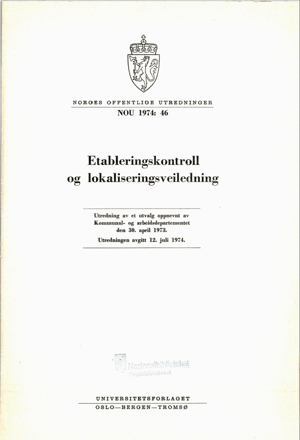 NORGES OFFENTLIGE UTREDNINGER
NOU 1974: 46
Etableringskontroll
og lokaliseringsveiledning
Utredning av et utvalg oppnevnt av
Kommunal- og arbeidsdepartementet
den 30. april 1973.
Utredningen avgitt 12. juli 1974.
UNIVERSITETSFORLAGET
OSLO—BERGEN—TROMSØ